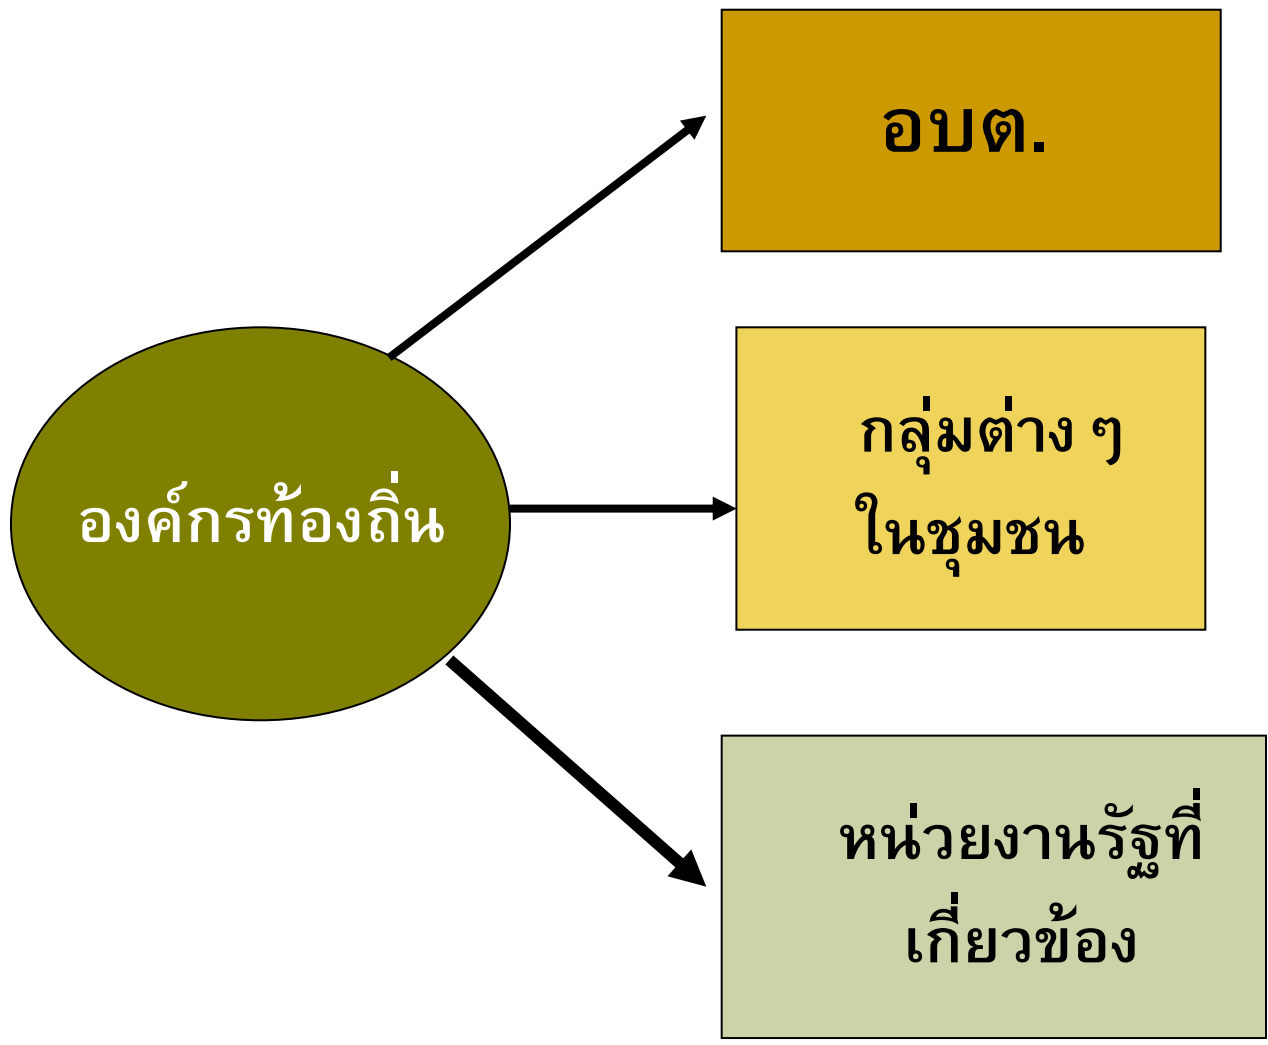 อบต.
องค์กรท้องถิ่น
กลุ่มต่าง ๆ
ในชุมชน
หน่วยงานรัฐที่
เกี่ยวข้อง